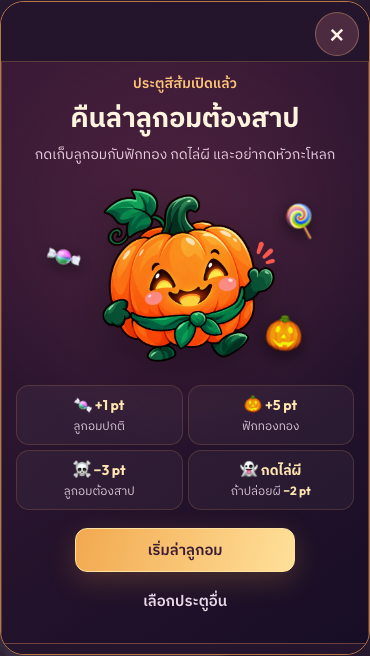 ประตูสีส้มเปิดแล้ว
คืนล่าลูกอมต้องสาป
กดเก็บลูกอมกับฟักทอง กดไล่ผี และอย่ากดหัวกะโหลก
+1 pt
ลูกอมปกติ
+5 pt
ฟักทองทอง
−3 pt
ลูกอมต้องสาป
กดไล่ผี
ถ้าปล่อยผี −2 pt
เริ่มล่าลูกอม
เลือกประตูอื่น